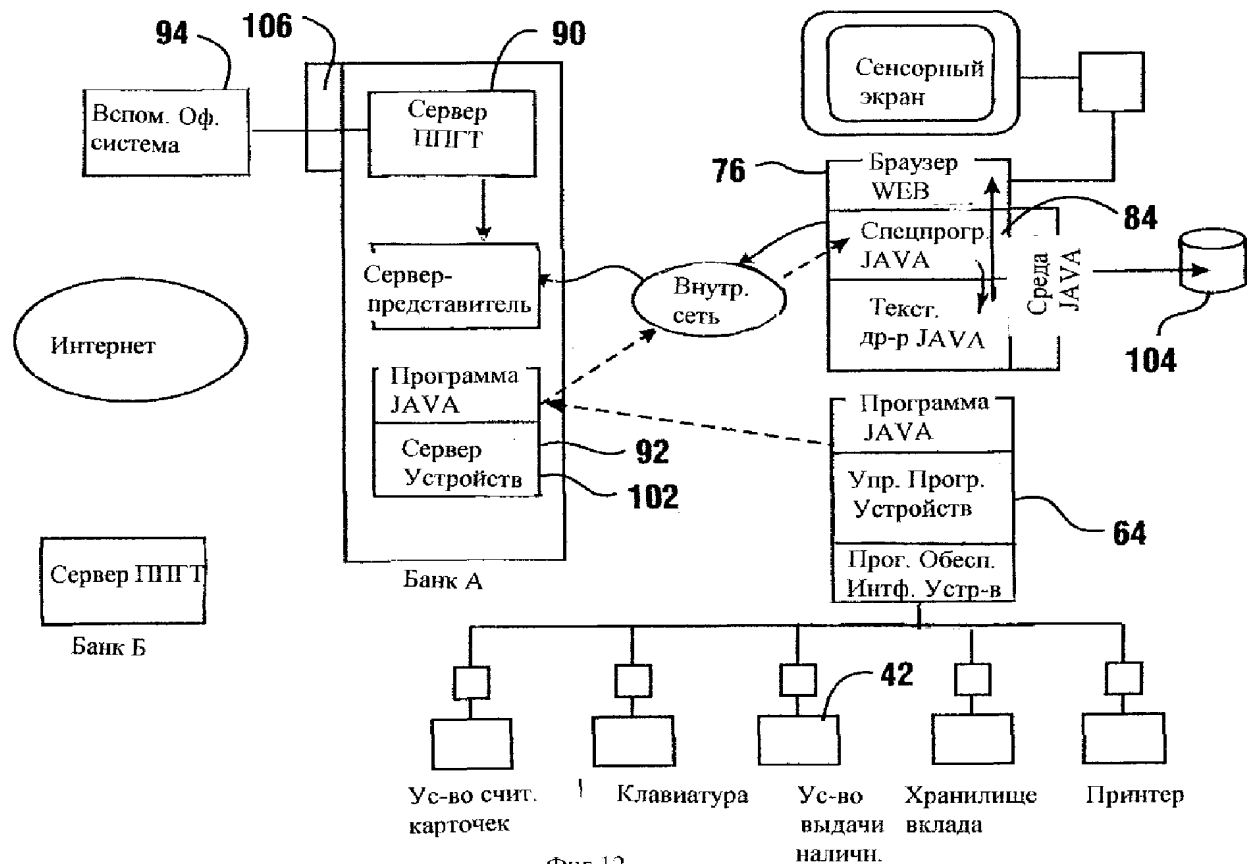 94
106
90
Вспом. Оф.
система
Сервер
ППГТ
Сенсорный
экран
76
Браузер
WEB
84
Спецпрогр.
JAVA
Среда
JAVA
Сервер-
представитель
Внутр.
сеть
Текст.
др-р JAVA
104
Интернет
Программа
JAVA
Программа
JAVA
Сервер
Устройств
92
102
Упр. Прогр.
Устройств
64
Прог. Обесп.
Интф. Устр-в
Сервер ППГТ
Банк А
Банк Б
42
Ус-во счит.
карточек
Клавиатура
Ус-во
выдачи
наличн.
Хранилище
вклада
Принтер
Фиг.12